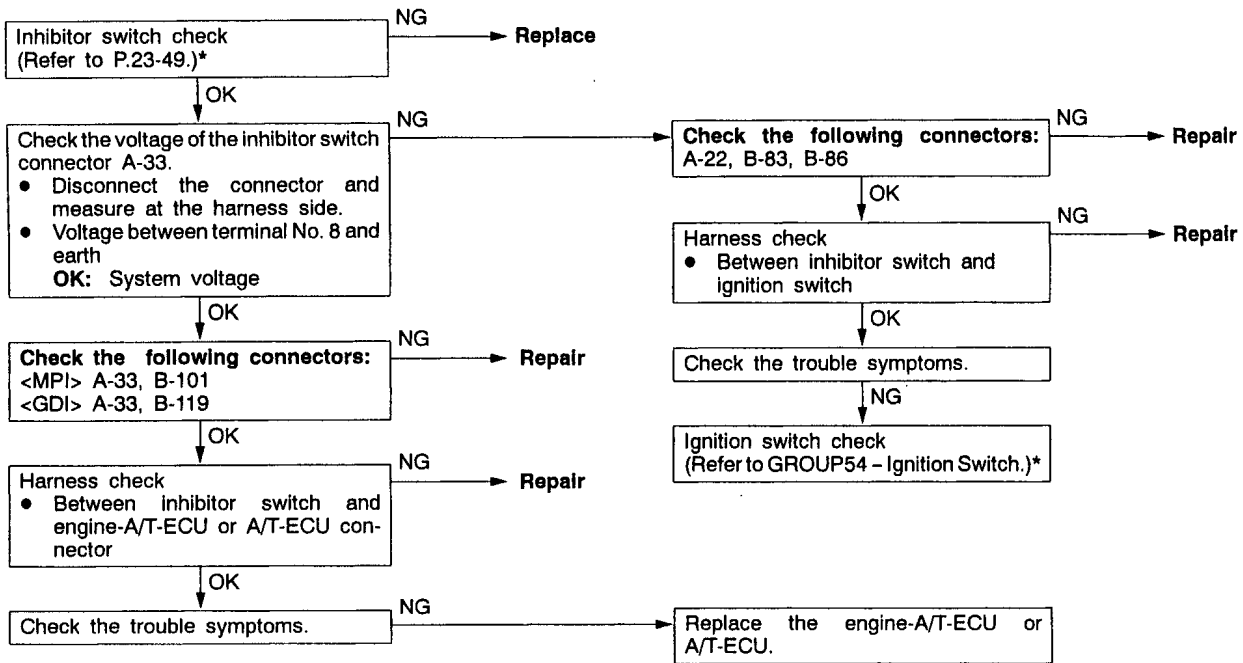 Inhibitor switch check
(Refer to P.23-49.)*
NG
Replace
OK
Check the voltage of the inhibitor switch
connector A-33.
● Disconnect the connector and
measure at the harness side.
● Voltage between terminal No. 8 and
earth
OK: System voltage
NG
Check the following connectors:
A-22, B-83, B-86
NG
Repair
OK
Harness check
● Between inhibitor switch and
ignition switch
NG
Repair
OK
Check the trouble symptoms.
NG
Ignition switch check
(Refer to GROUP54 – Ignition Switch.)*
OK
Check the following connectors:
<MPI> A-33, B-101
<GDI> A-33, B-119
NG
Repair
OK
Harness check
● Between inhibitor switch and
engine-A/T-ECU or A/T-ECU con-
nector
NG
Repair
OK
Check the trouble symptoms.
NG
Replace the engine-A/T-ECU or
A/T-ECU.